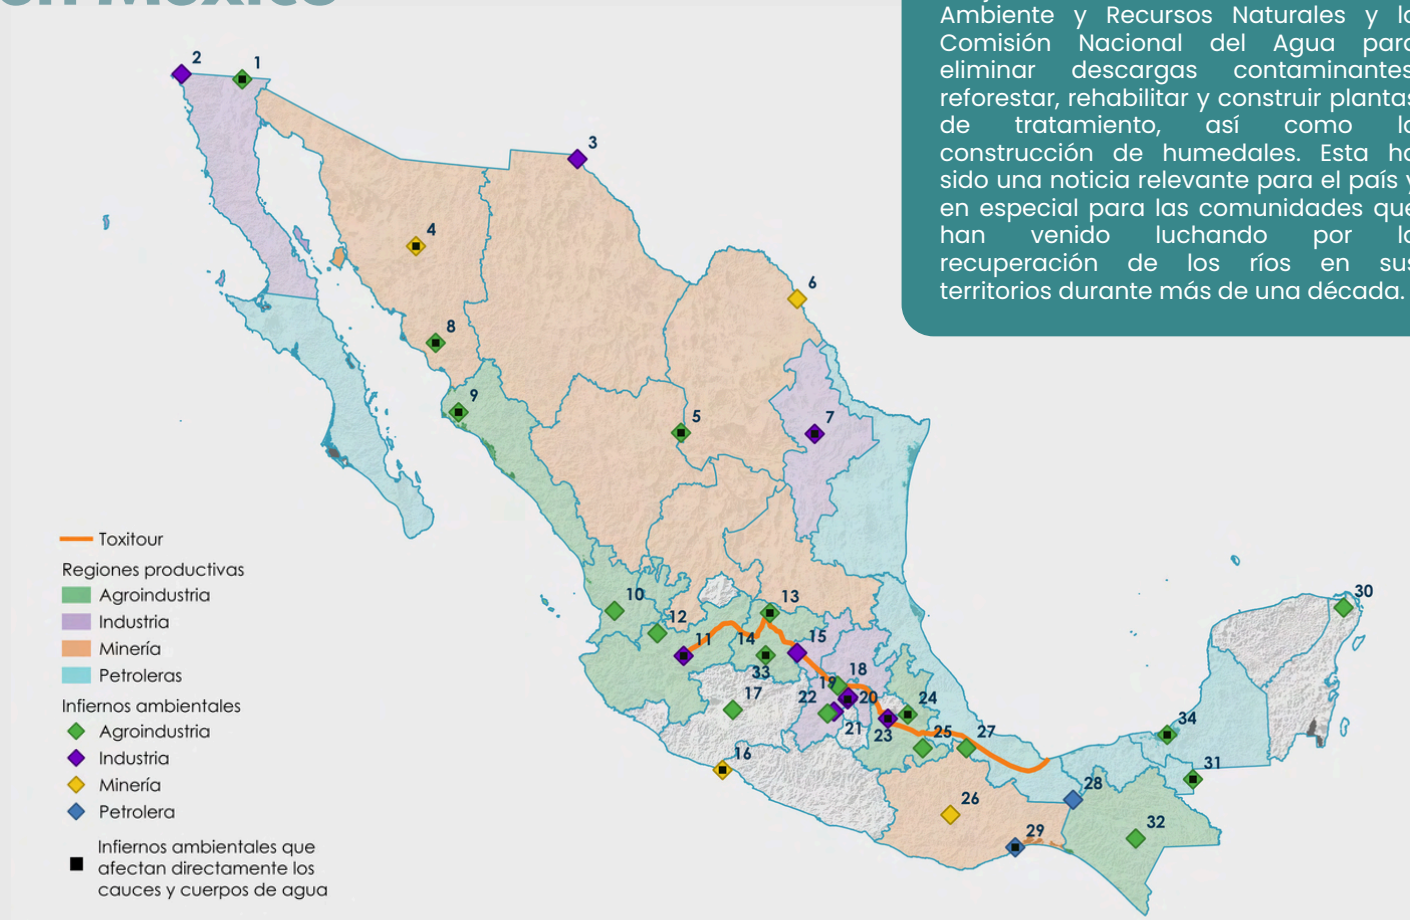 en México
Ambiente y Recursos Naturales y l
Comisión Nacional del Agua par
eliminar descargas contaminantes
reforestar, rehabilitar y construir plantas
de tratamiento, así como l
construcción de humedales. Esta h
sido una noticia relevante para el país y
en especial para las comunidades que
han venido luchando por l
recuperación de los ríos en sus
territorios durante más de una década.
2
1
3
4
6
8
9
5
7
10
12
13
11
14
15
33
17
18
19
20
22
21
23
24
25
27
16
26
28
29
30
34
31
32
Toxitour
Regiones productivas
Agroindustria
Industria
Minería
Petroleras
Infiernos ambientales
Agroindustria
Industria
Minería
Petrolera
Infiernos ambientales que
afectan directamente los
cauces y cuerpos de agua